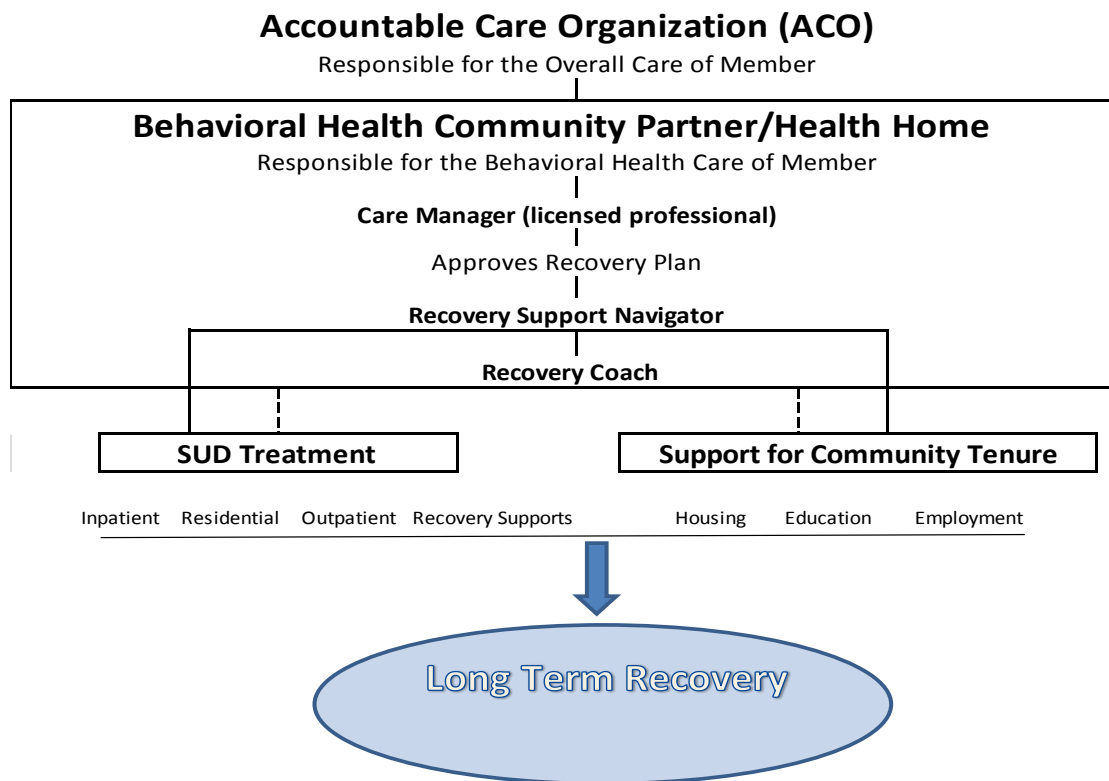 Accountable Care Organization (ACO)
Responsible for the Overall Care of Member
Behavioral Health Community Partner/Health Home
Responsible for the Behavioral Health Care of Member
Care Manager (licensed professional)
Approves Recovery Plan
Recovery Support Navigator
Recovery Coach
SUD Treatment Support for Community Tenure
Inpatient Residential Outpatient Recovery Supports Housing Education Employment
Long Term Recovery